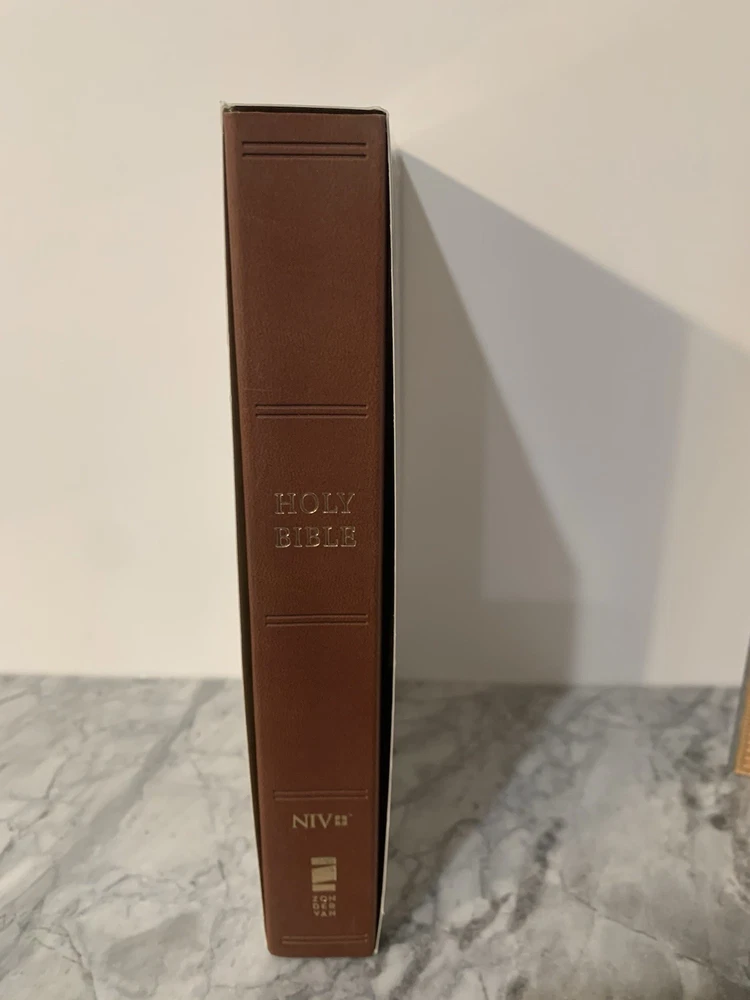 HOLY
BIBLE
NIV
ZON
DER
VAN